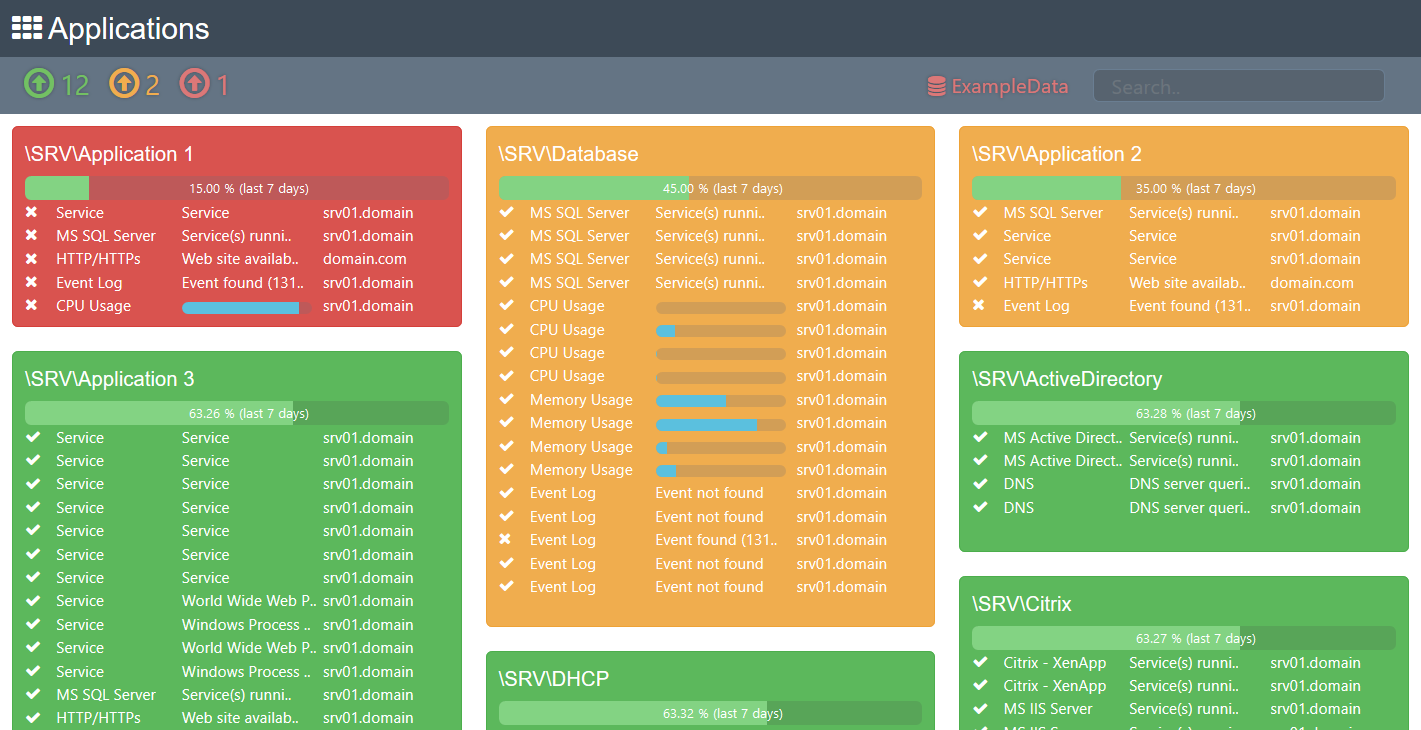 Applications
12 2 1 ExampleData Search..
\SRV\Application 1
15.00 % (last 7 days)
Service Service srv01.domain
MS SQL Server Service(s) runni.. srv01.domain
HTTP/HTTPs Web site availab.. domain.com
Event Log Event found (131.. srv01.domain
CPU Usage srv01.domain
\SRV\Database
45.00 % (last 7 days)
MS SQL Server Service(s) runni.. srv01.domain
MS SQL Server Service(s) runni.. srv01.domain
MS SQL Server Service(s) runni.. srv01.domain
MS SQL Server Service(s) runni.. srv01.domain
CPU Usage srv01.domain
CPU Usage srv01.domain
CPU Usage srv01.domain
CPU Usage srv01.domain
Memory Usage srv01.domain
Memory Usage srv01.domain
Memory Usage srv01.domain
Memory Usage srv01.domain
Event Log Event not found srv01.domain
Event Log Event not found srv01.domain
Event Log Event found (131.. srv01.domain
Event Log Event not found srv01.domain
Event Log Event not found srv01.domain
\SRV\Application 2
35.00 % (last 7 days)
MS SQL Server Service(s) runni.. srv01.domain
Service Service srv01.domain
Service Service srv01.domain
HTTP/HTTPs Web site availab.. domain.com
Event Log Event found (131.. srv01.domain
\SRV\Application 3
63.26 % (last 7 days)
Service Service srv01.domain
Service Service srv01.domain
Service Service srv01.domain
Service Service srv01.domain
Service Service srv01.domain
Service Service srv01.domain
Service Service srv01.domain
Service World Wide Web P.. srv01.domain
Service Windows Process .. srv01.domain
Service World Wide Web P.. srv01.domain
Service Windows Process .. srv01.domain
MS SQL Server Service(s) runni.. srv01.domain
HTTP/HTTPs Web site availab.. srv01.domain
\SRV\ActiveDirectory
63.28 % (last 7 days)
MS Active Direct.. Service(s) runni.. srv01.domain
MS Active Direct.. Service(s) runni.. srv01.domain
DNS DNS server queri.. srv01.domain
DNS DNS server queri.. srv01.domain
\SRV\DHCP
63.32 % (last 7 days)
\SRV\Citrix
63.27 % (last 7 days)
Citrix - XenApp Service(s) runni.. srv01.domain
Citrix - XenApp Service(s) runni.. srv01.domain
MS IIS Server Service(s) runni.. srv01.domain